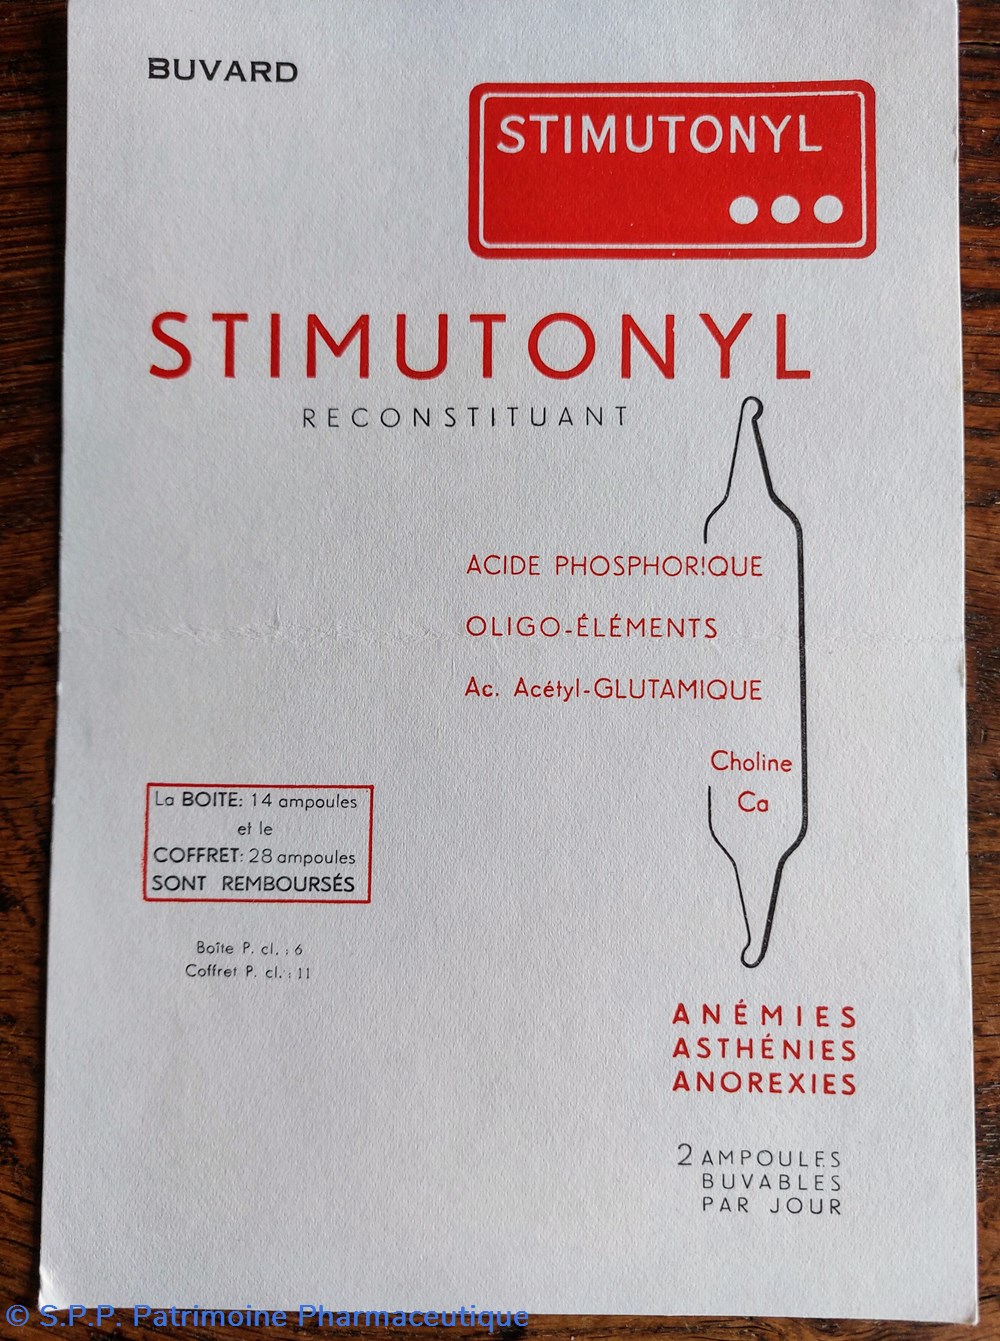 BUVARD
STIMUTONYL
STIMUTONYL
RECONSTITUANT
ACIDE PHOSPHORIQUE
OLIGO-ÉLÉMENTS
Ac. Acétyl-GLUTAMIQUE
Choline
Ca
La BOITE: 14 ampoules
et le
COFFRET: 28 ampoules
SONT REMBOURSÉS
Boîte P. cl. : 6
Coffret P. cl. : 11
ANÉMIES
ASTHÉNIES
ANOREXIES
2 AMPOULES
BUVABLES
PAR JOUR
© S.P.P. Patrimoine Pharmaceutique